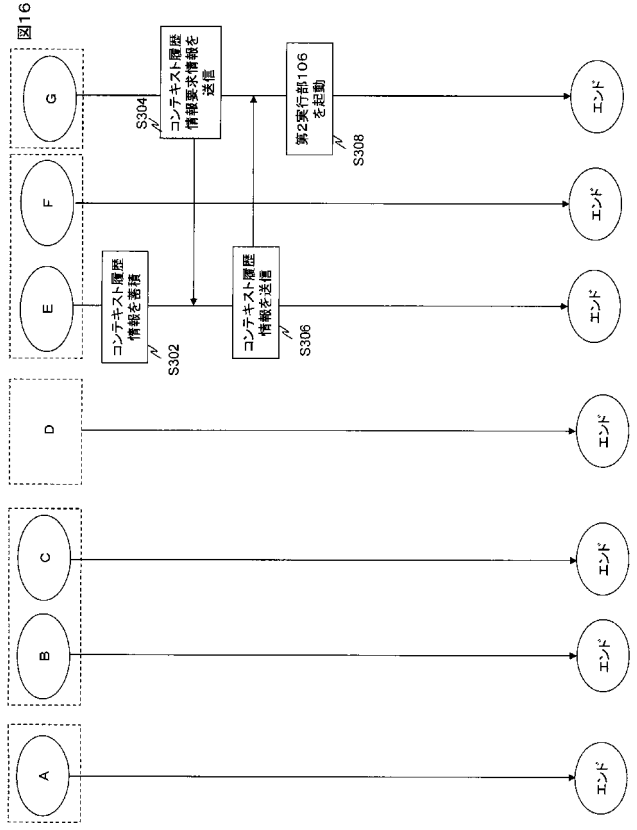 図16
A
B
C
D
E
F
G
コンテキスト履歴
情報を蓄積
S302
S304
コンテキスト履歴
情報要求情報を
送信
コンテキスト履歴
情報を送信
S306
第2実行部106
を起動
S308
エンド
エンド
エンド
エンド
エンド
エンド
エンド